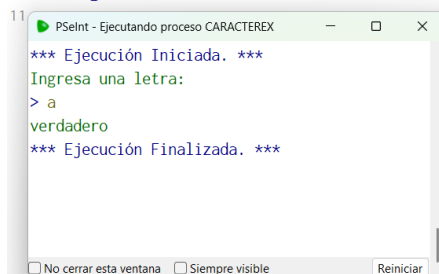 11
PSeInt - Ejecutando proceso CARACTEREX
*** Ejecución Iniciada. ***
Ingresa una letra:
> a
verdadero
*** Ejecución Finalizada. ***
No cerrar esta ventana Siempre visible Reiniciar